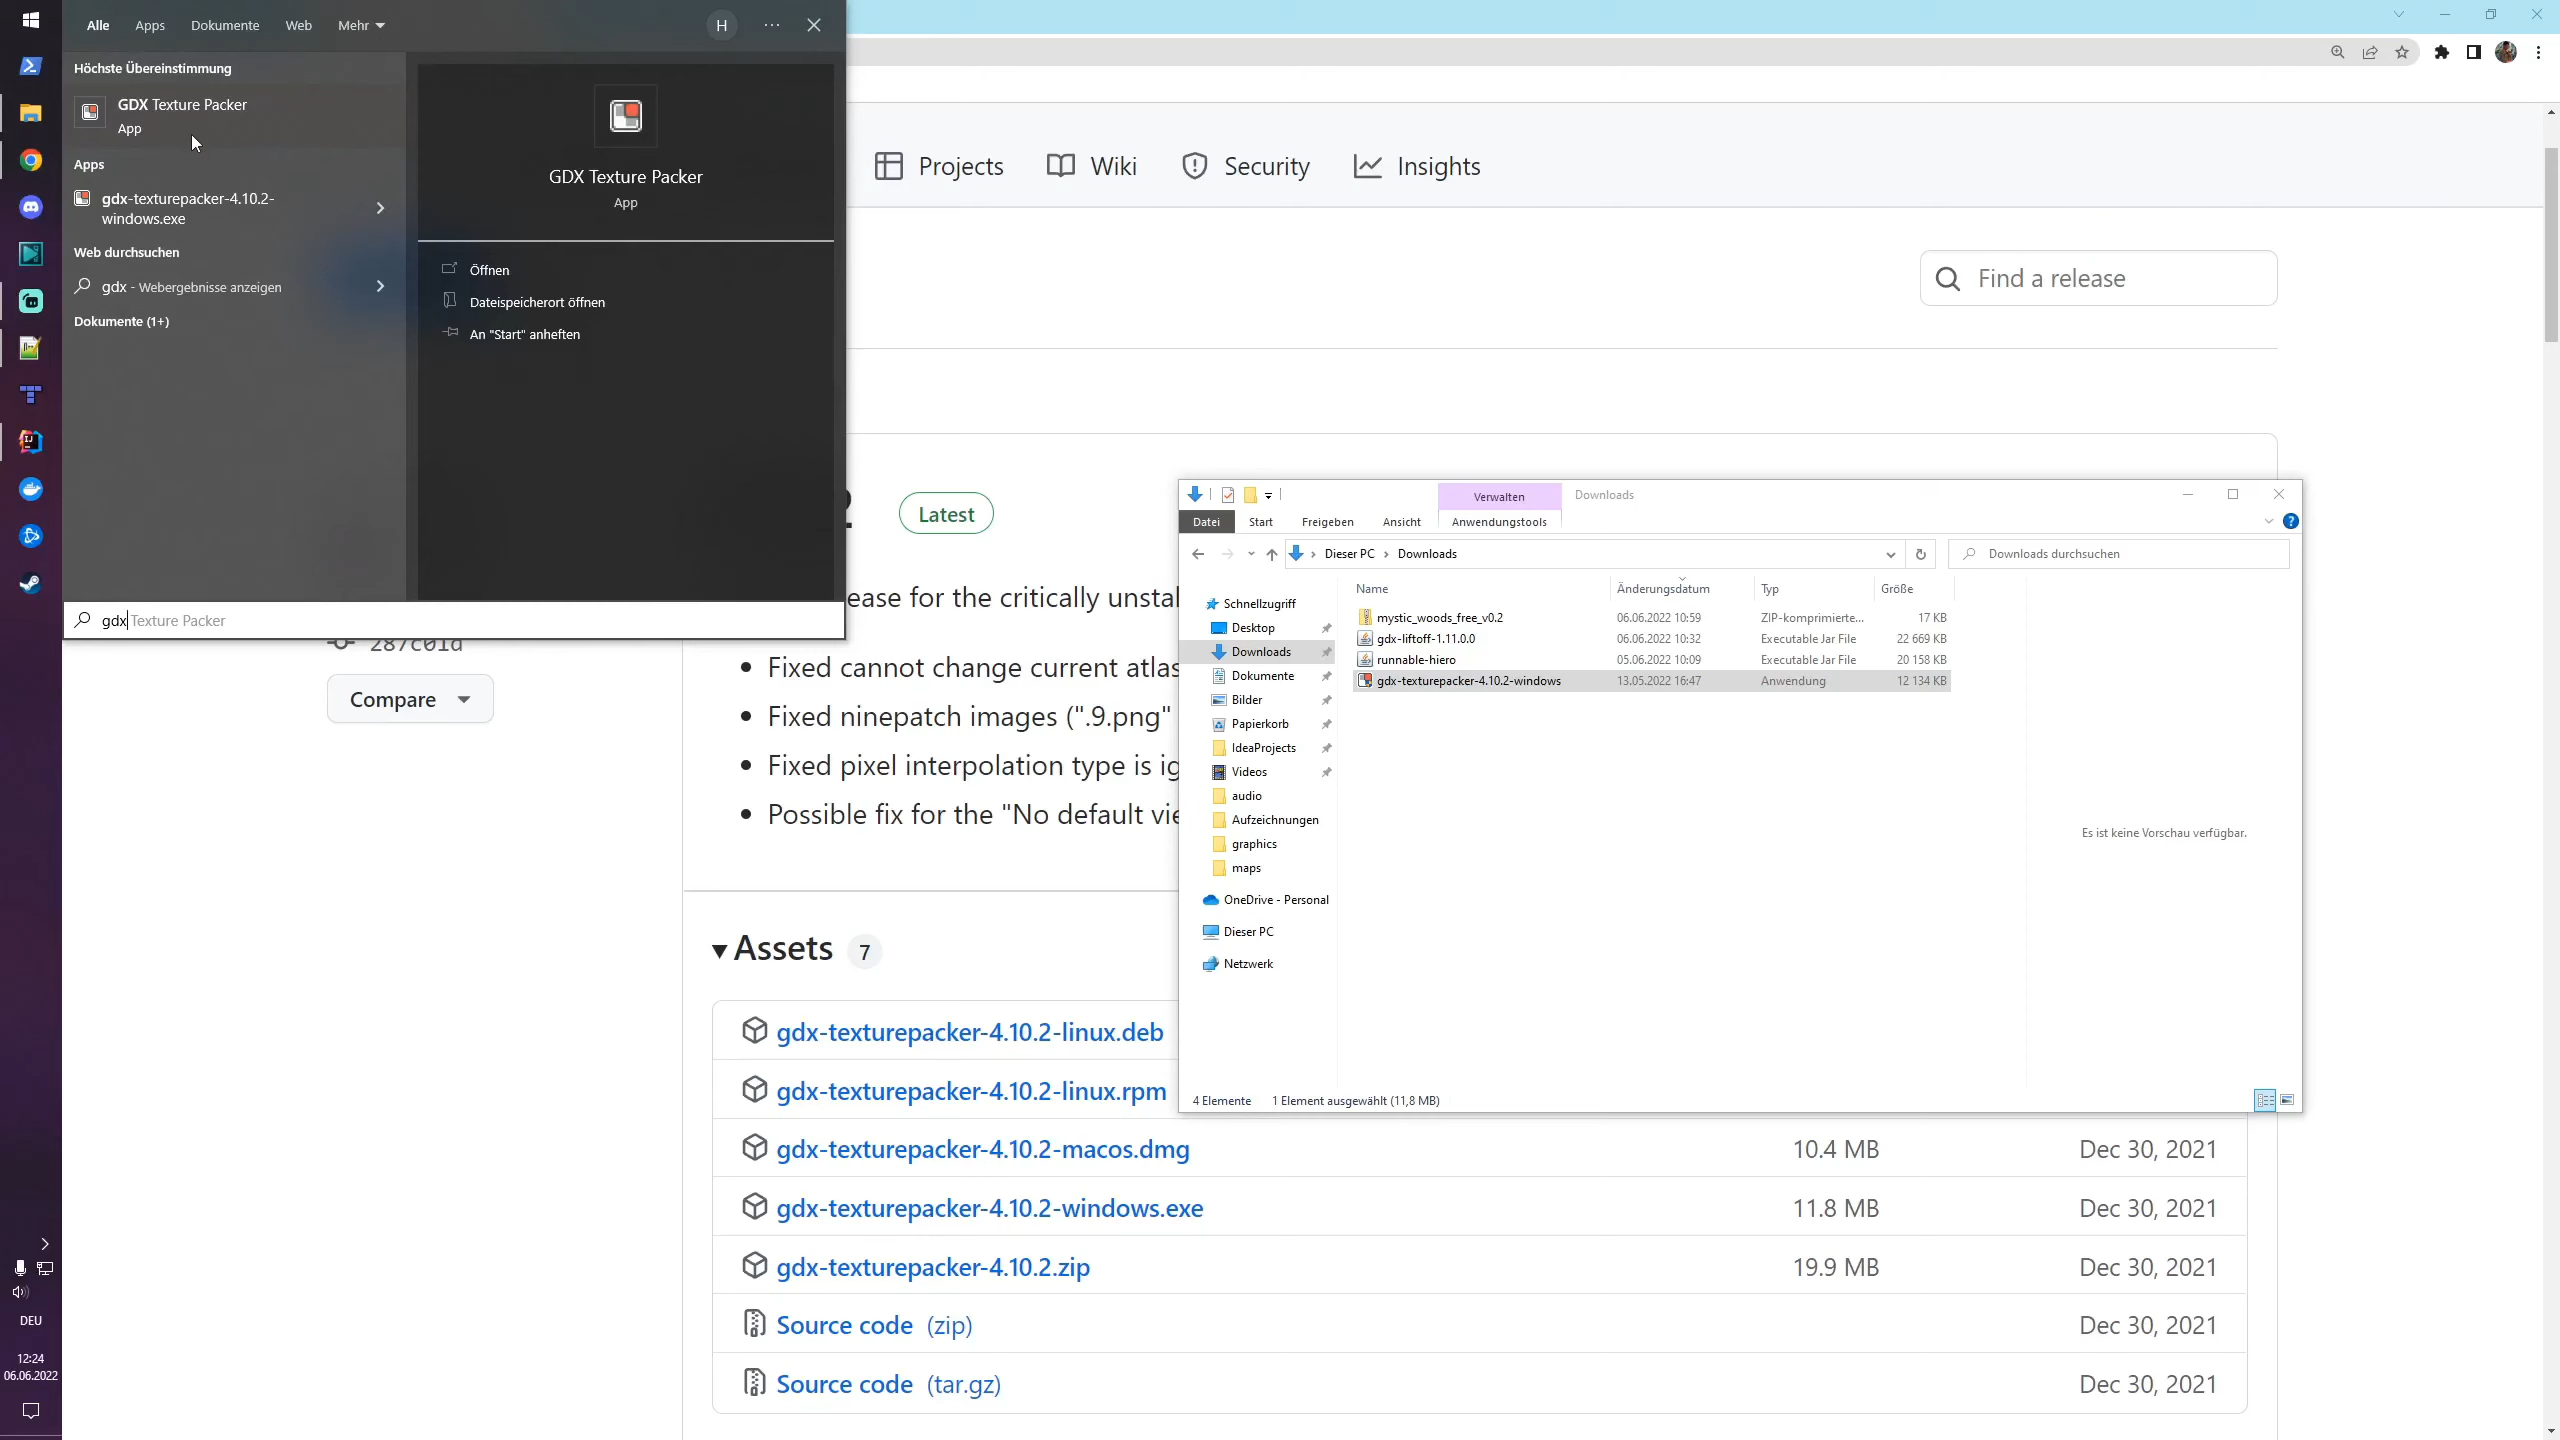 Alle Apps Dokumente Web Mehr H
Höchste Übereinstimmung
GDX Texture Packer
App
Apps
gdx-texturepacker-4.10.2-
windows.exe
Web durchsuchen
gdx - Webergebnisse anzeigen
Dokumente (1+)
GDX Texture Packer
App
Öffnen
Dateispeicherort öffnen
An "Start" anheften
gdx Texture Packer
Projects Wiki Security Insights
Find a release
Latest
287c01d
Compare
ease for the critically unstal
Fixed cannot change current atlas
Fixed ninepatch images (".9.png"
Fixed pixel interpolation type is ig
Possible fix for the "No default vie
Assets 7
gdx-texturepacker-4.10.2-linux.deb
gdx-texturepacker-4.10.2-linux.rpm
gdx-texturepacker-4.10.2-macos.dmg 10.4 MB Dec 30, 2021
gdx-texturepacker-4.10.2-windows.exe 11.8 MB Dec 30, 2021
gdx-texturepacker-4.10.2.zip 19.9 MB Dec 30, 2021
Source code (zip) Dec 30, 2021
Source code (tar.gz) Dec 30, 2021
Verwalten Downloads
Datei Start Freigeben Ansicht Anwendungstools
Dieser PC Downloads Downloads durchsuchen
Schnellzugriff
Desktop
Downloads
Dokumente
Bilder
Papierkorb
IdeaProjects
Videos
audio
Aufzeichnungen
graphics
maps
OneDrive - Personal
Dieser PC
Netzwerk
Name Änderungsdatum Typ Größe
mystic_woods_free_v0.2 06.06.2022 10:59 ZIP-komprimierte... 17 KB
gdx-liftoff-1.11.0.0 06.06.2022 10:32 Executable Jar File 22 669 KB
runnable-hiero 05.06.2022 10:09 Executable Jar File 20 158 KB
gdx-texturepacker-4.10.2-windows 13.05.2022 16:47 Anwendung 12 134 KB
Es ist keine Vorschau verfügbar.
4 Elemente 1 Element ausgewählt (11,8 MB)
DEU
12:24
06.06.2022